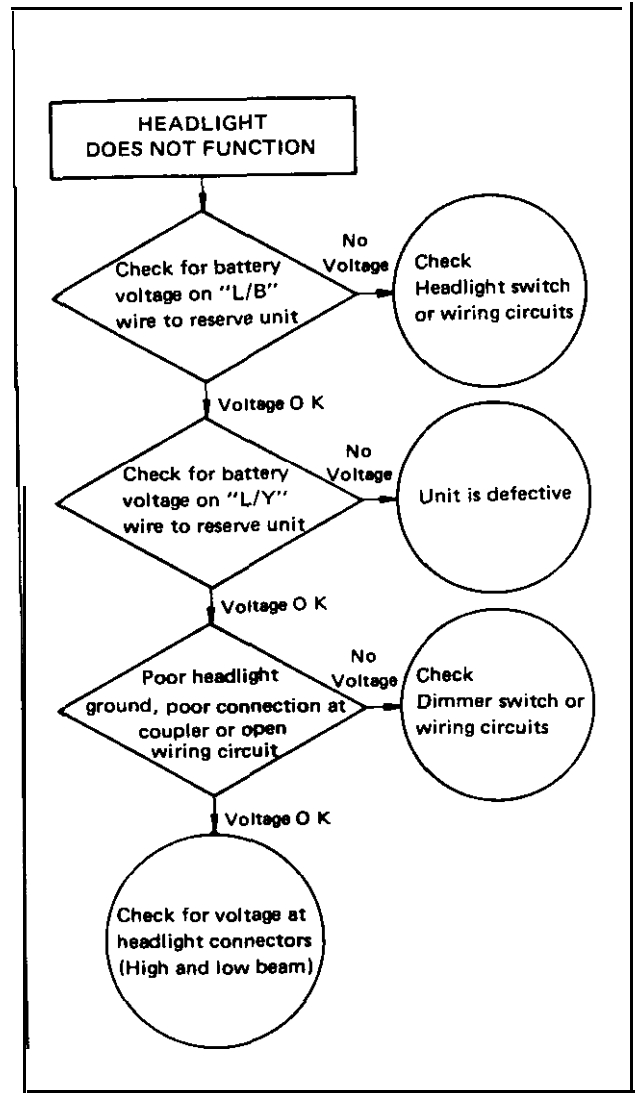 HEADLIGHT
DOES NOT FUNCTION
Check for battery
voltage on "L/B"
wire to reserve unit
No
Voltage
Check
Headlight switch
or wiring circuits
Voltage O K
Check for battery
voltage on "L/Y"
wire to reserve unit
No
Voltage
Unit is defective
Voltage O K
Poor headlight
ground, poor connection at
coupler or open
wiring circuit
No
Voltage
Check
Dimmer switch or
wiring circuits
Voltage O K
Check for voltage at
headlight connectors
(High and low beam)